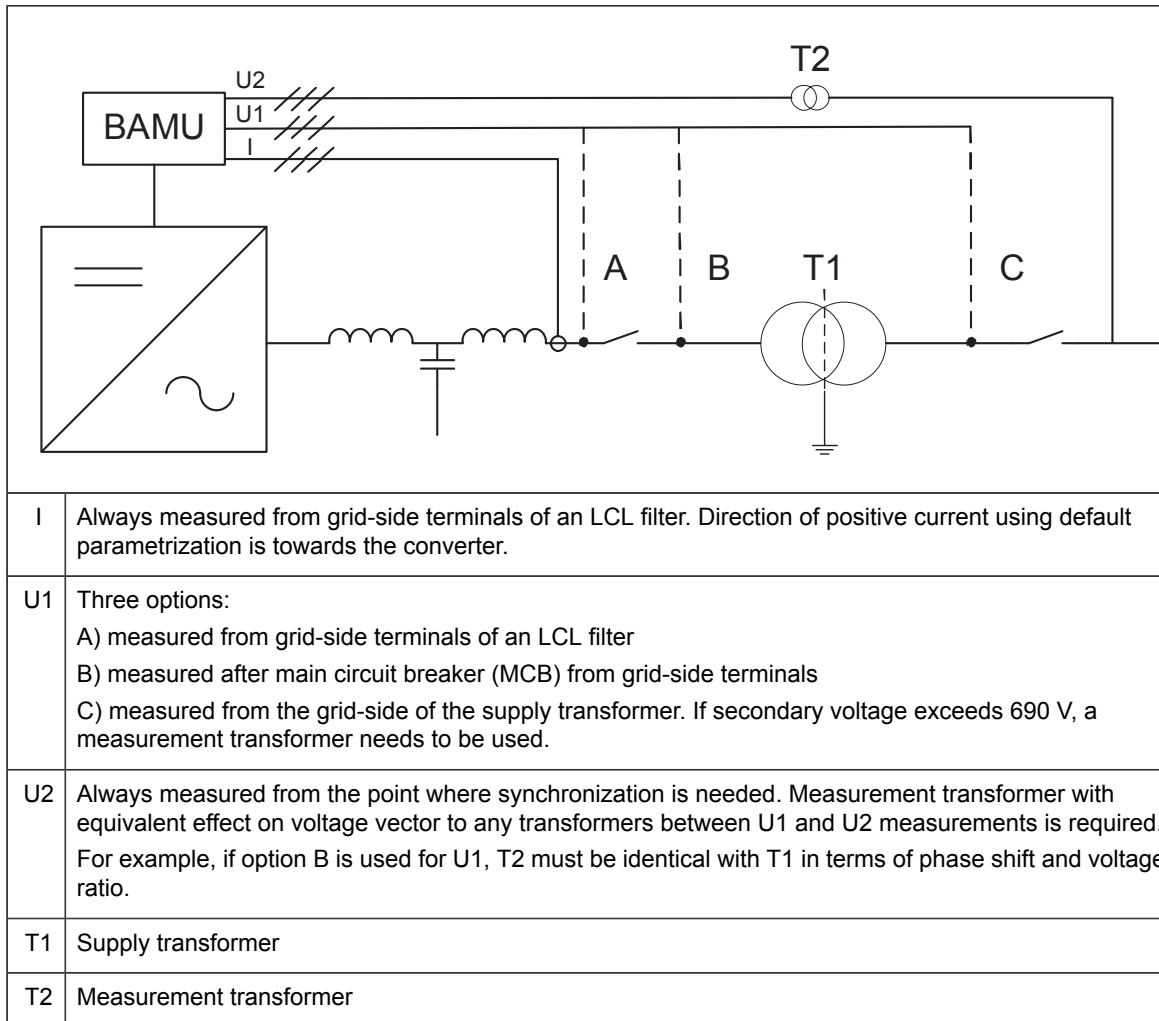 T2
U2
U1
BAMU
I
A
B
T1
C
I
Always measured from grid-side terminals of an LCL filter. Direction of positive current using default
parametrization is towards the converter.
U1
Three options:
A) measured from grid-side terminals of an LCL filter
B) measured after main circuit breaker (MCB) from grid-side terminals
C) measured from the grid-side of the supply transformer. If secondary voltage exceeds 690 V, a
measurement transformer needs to be used.
U2
Always measured from the point where synchronization is needed. Measurement transformer with
equivalent effect on voltage vector to any transformers between U1 and U2 measurements is required.
For example, if option B is used for U1, T2 must be identical with T1 in terms of phase shift and voltage
ratio.
T1
Supply transformer
T2
Measurement transformer